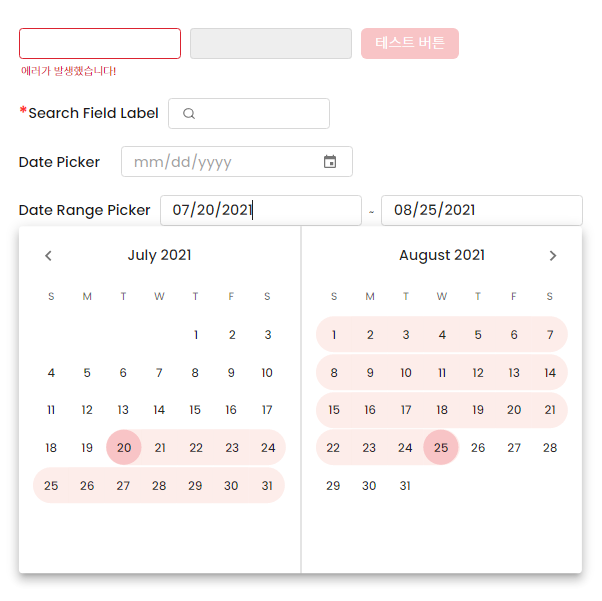 테스트 버튼
에러가 발생했습니다!
*Search Field Label
Date Picker mm/dd/yyyy
Date Range Picker 07/20/2021 ~ 08/25/2021
July 2021
S M T W T F S
1 2 3
4 5 6 7 8 9 10
11 12 13 14 15 16 17
18 19 20 21 22 23 24
25 26 27 28 29 30 31
August 2021
S M T W T F S
1 2 3 4 5 6 7
8 9 10 11 12 13 14
15 16 17 18 19 20 21
22 23 24 25 26 27 28
29 30 31